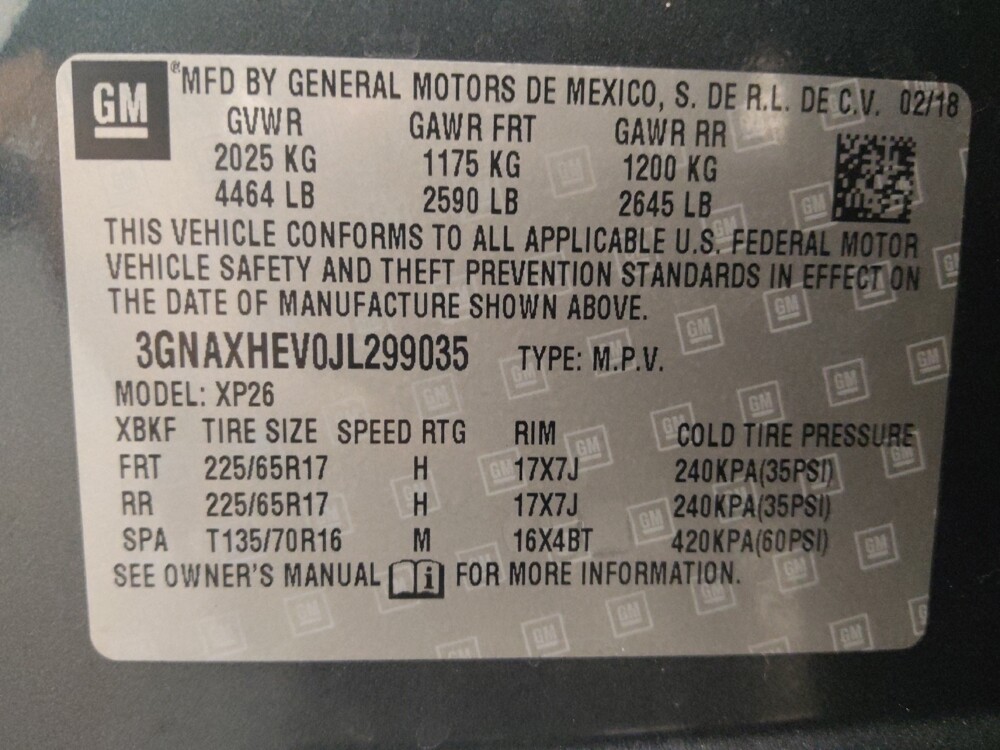 GM ® MFD BY GENERAL MOTORS DE MEXICO, S. DE R.L. DE C.V. 02/18
GVWR GAWR FRT GAWR RR
2025 KG 1175 KG 1200 KG
4464 LB 2590 LB 2645 LB
THIS VEHICLE CONFORMS TO ALL APPLICABLE U.S. FEDERAL MOTOR
VEHICLE SAFETY AND THEFT PREVENTION STANDARDS IN EFFECT ON
THE DATE OF MANUFACTURE SHOWN ABOVE.
3GNAXHEV0JL299035 TYPE: M.P.V.
MODEL: XP26
XBKF TIRE SIZE SPEED RTG RIM COLD TIRE PRESSURE
FRT 225/65R17 H 17X7J 240KPA(35PSI)
RR 225/65R17 H 17X7J 240KPA(35PSI)
SPA T135/70R16 M 16X4BT 420KPA(60PSI)
SEE OWNER'S MANUAL i FOR MORE INFORMATION.